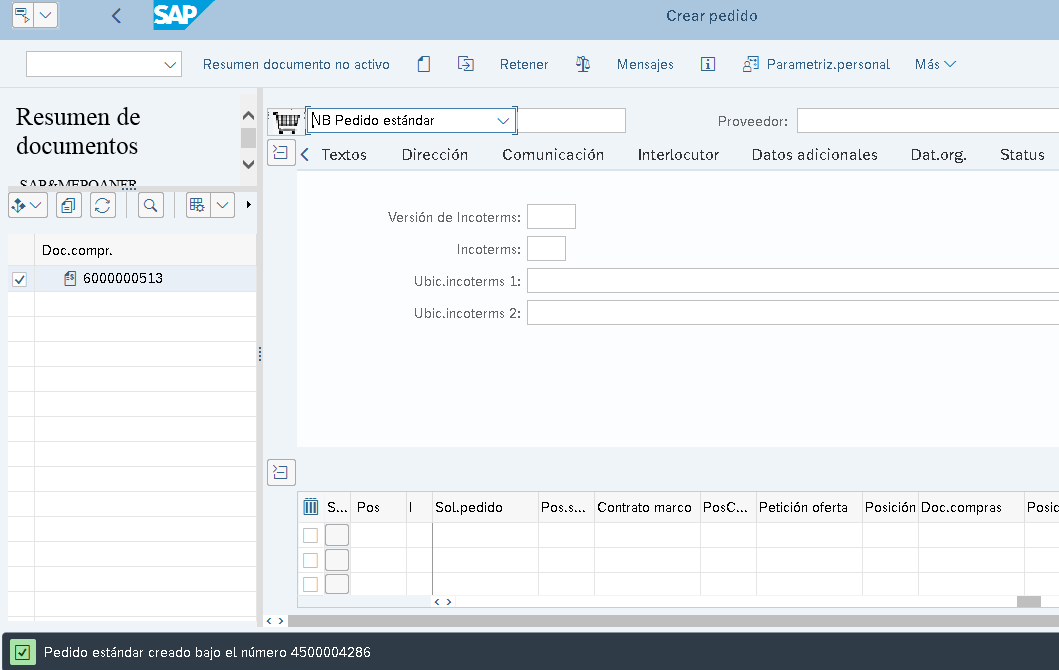 SAP
Crear pedido
Resumen documento no activo
Retener
Mensajes
Parametriz.personal
Más
Resumen de
documentos
SAP&MEPOANFR
Doc.compr.
6000000513
NB Pedido estándar
Proveedor:
Textos Dirección Comunicación Interlocutor Datos adicionales Dat.org. Status
Versión de Incoterms:
Incoterms:
Ubic.incoterms 1:
Ubic.incoterms 2:
S... Pos I Sol.pedido Pos.s... Contrato marco PosC... Petición oferta Posición Doc.compras Posic
Pedido estándar creado bajo el número 4500004286